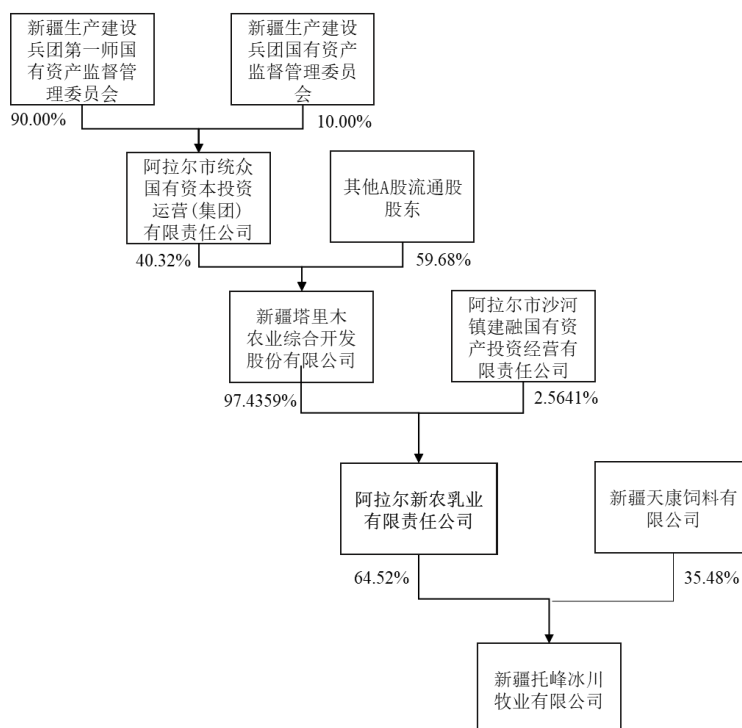 新疆生产建设
兵团第一师国
有资产监督管
理委员会
新疆生产建设
兵团国有资产
监督管理委员
会
90.00%
10.00%
阿拉尔市统众
国有资本投资
运营(集团)
有限责任公司
其他A股流通股
股东
40.32%
59.68%
新疆塔里木
农业综合开发
股份有限公司
阿拉尔市沙河
镇建融国有资
产投资经营有
限责任公司
97.4359%
2.5641%
阿拉尔新农乳业
有限责任公司
新疆天康饲料有
限公司
64.52%
35.48%
新疆托峰冰川
牧业有限公司